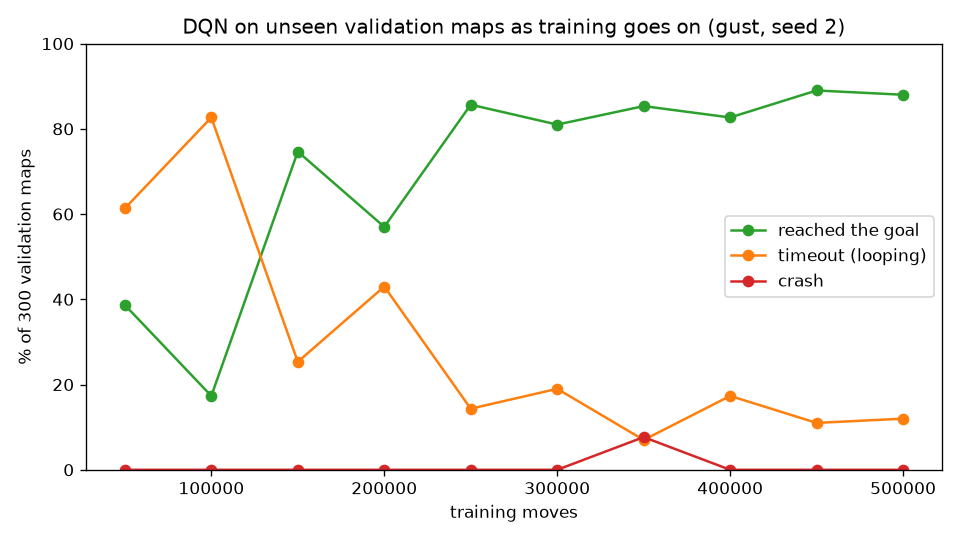 DQN on unseen validation maps as training goes on (gust, seed 2)
% of 300 validation maps
100
80
60
40
20
0
reached the goal
timeout (looping)
crash
100000
200000
300000
400000
500000
training moves